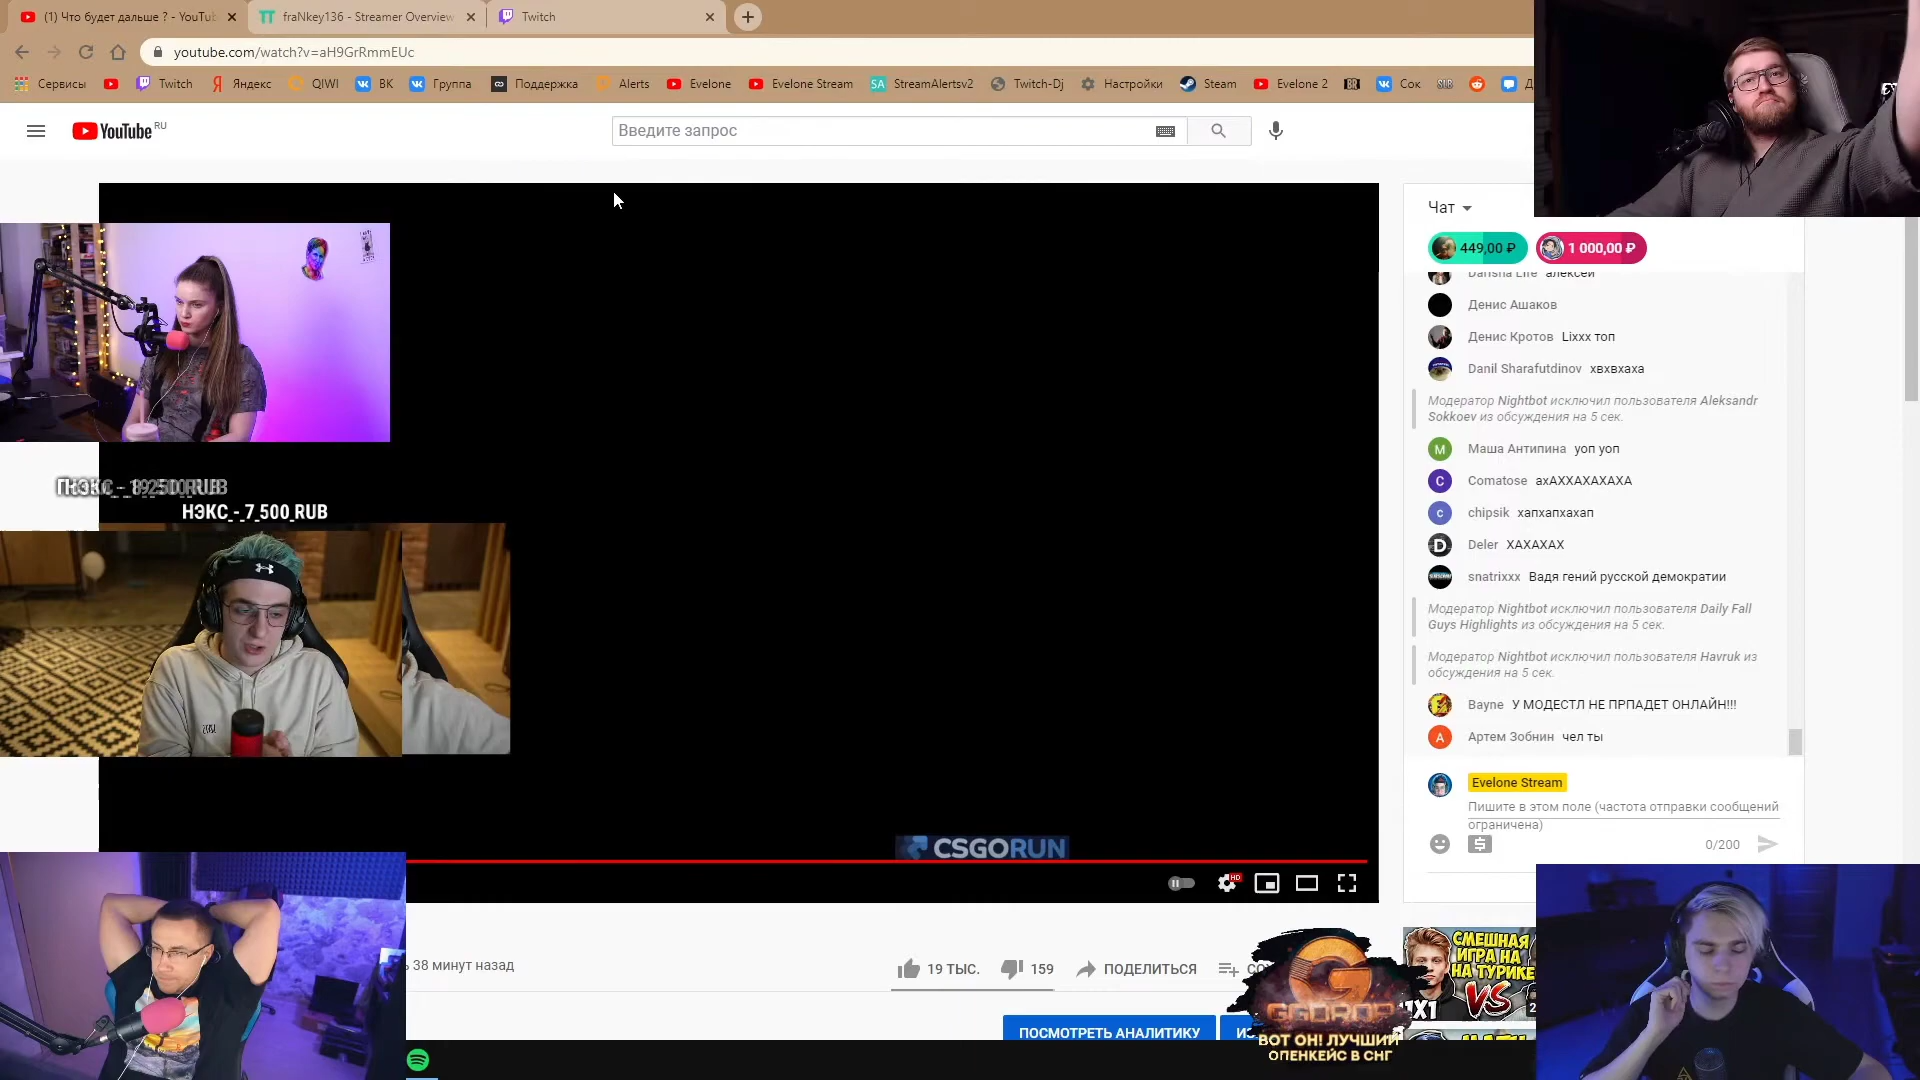 (1) Что будет дальше ? - YouTub
fraNkey136 - Streamer Overview
Twitch
youtube.com/watch?v=aH9GrRmmEUc
Сервисы
Twitch
Яндекс
QIWI
ВК
Группа
Поддержка
Alerts
Evelone
Evelone Stream
StreamAlertsv2
Twitch-Dj
Настройки
Steam
Evelone 2
Сок
YouTube RU
Введите запрос
Чат
449,00 ₽
1 000,00 ₽
Darisha Life алексей
Денис Ашаков
Денис Кротов Lixxx топ
Danil Sharafutdinov хвхвхаха
Модератор Nightbot исключил пользователя Aleksandr
Sokkoev из обсуждения на 5 сек.
Маша Антипина уоп уоп
Comatose ахАХХАХАХАХА
chipsik хапхапхахап
Deler ХАХАХАХ
snatrixxx Вадя гений русской демократии
Модератор Nightbot исключил пользователя Daily Fall
Guys Highlights из обсуждения на 5 сек.
Модератор Nightbot исключил пользователя Havruk из
обсуждения на 5 сек.
Bayne У МОДЕСТЛ НЕ ПРПАДЕТ ОНЛАЙН!!!
Артем Зобнин чел ты
Evelone Stream
Пишите в этом поле (частота отправки сообщений
ограничена)
0/200
НЭКС - 7 500 RUB
CSGORUN
38 минут назад
19 ТЫС.
159
ПОДЕЛИТЬСЯ
ПОСМОТРЕТЬ АНАЛИТИКУ
GGDROP
ВОТ ОН! ЛУЧШИЙ
ОПЕНКЕЙС В СНГ
СМЕШНАЯ
ИГРА НА
НА ТУРИКЕ
VS
1X1